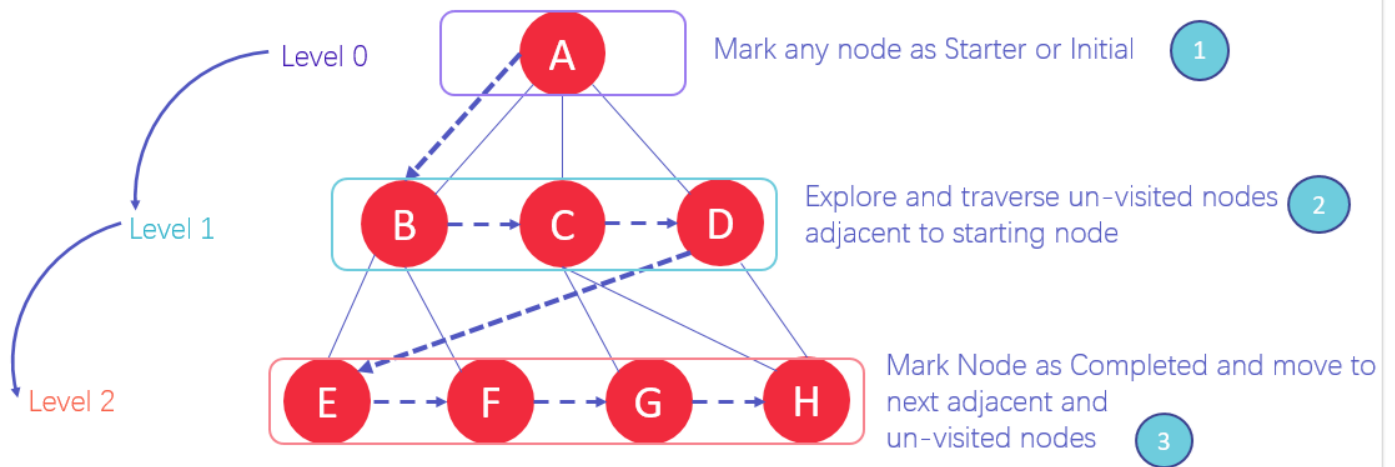 Level 0
A
Mark any node as Starter or Initial
1
Level 1
B
C
D
Explore and traverse un-visited nodes
adjacent to starting node
2
Level 2
E
F
G
H
Mark Node as Completed and move to
next adjacent and
un-visited nodes
3